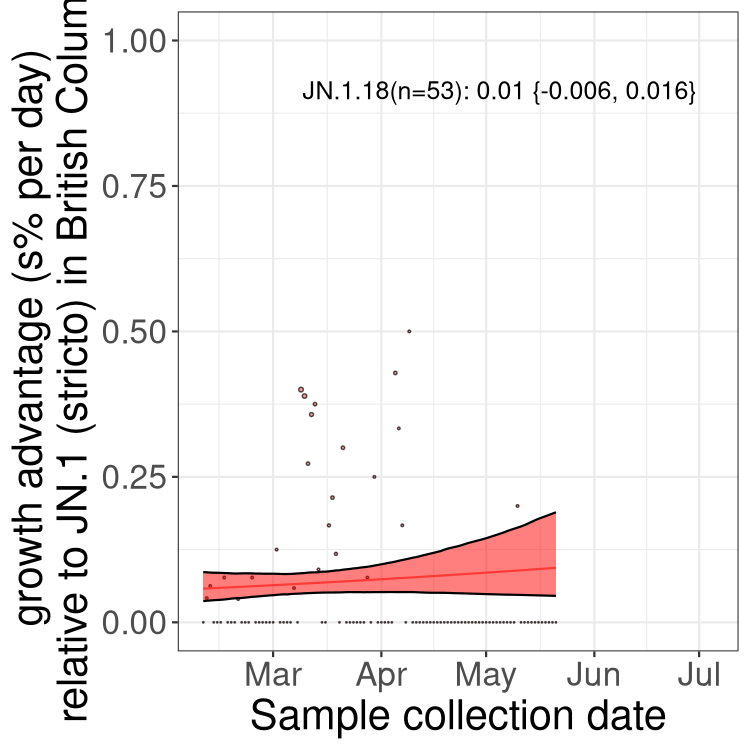 growth advantage (s% per day)
relative to JN.1 (stricto) in British Colum
1.00
0.75
0.50
0.25
0.00
JN.1.18(n=53): 0.01 {-0.006, 0.016}
Mar Apr May Jun Jul
Sample collection date